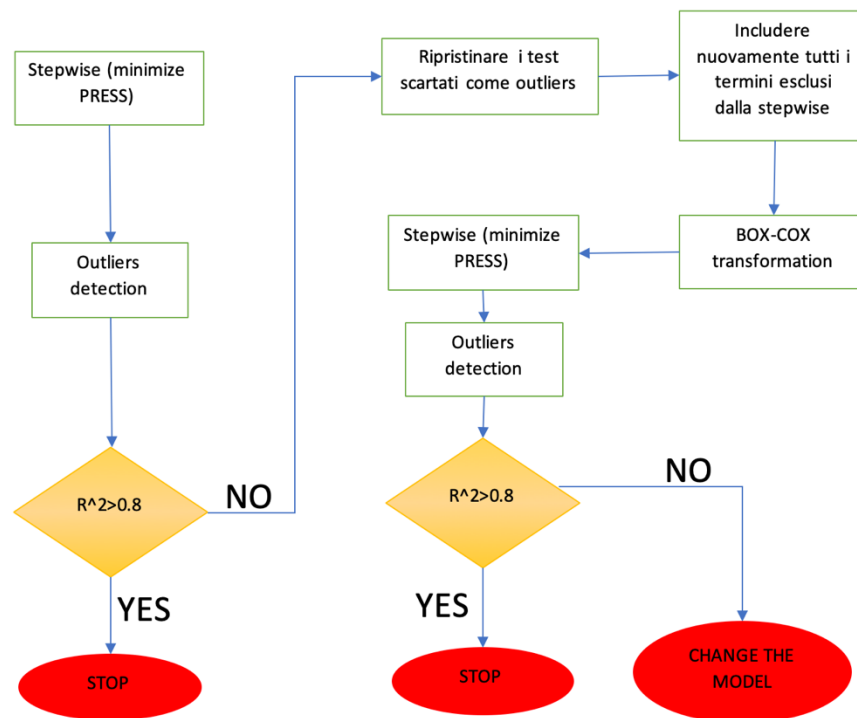 Stepwise (minimize
PRESS)
Outliers
detection
R^2>0.8
NO
YES
STOP
Ripristinare i test
scartati come outliers
Includere
nuovamente tutti i
termini esclusi
dalla stepwise
BOX-COX
transformation
Stepwise (minimize
PRESS)
Outliers
detection
R^2>0.8
NO
YES
STOP
CHANGE THE
MODEL